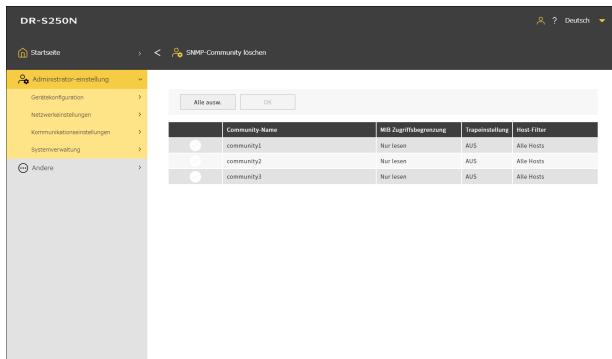 DR-S250N
? Deutsch
Startseite
< SNMP-Community löschen
Administrator-einstellung
Gerätekonfiguration
Netzwerkeinstellungen
Kommunikationseinstellungen
Systemverwaltung
Andere
Alle ausw. OK
Community-Name MIB Zugriffsbegrenzung Trapeinstellung Host-Filter
community1 Nur lesen AUS Alle Hosts
community2 Nur lesen AUS Alle Hosts
community3 Nur lesen AUS Alle Hosts